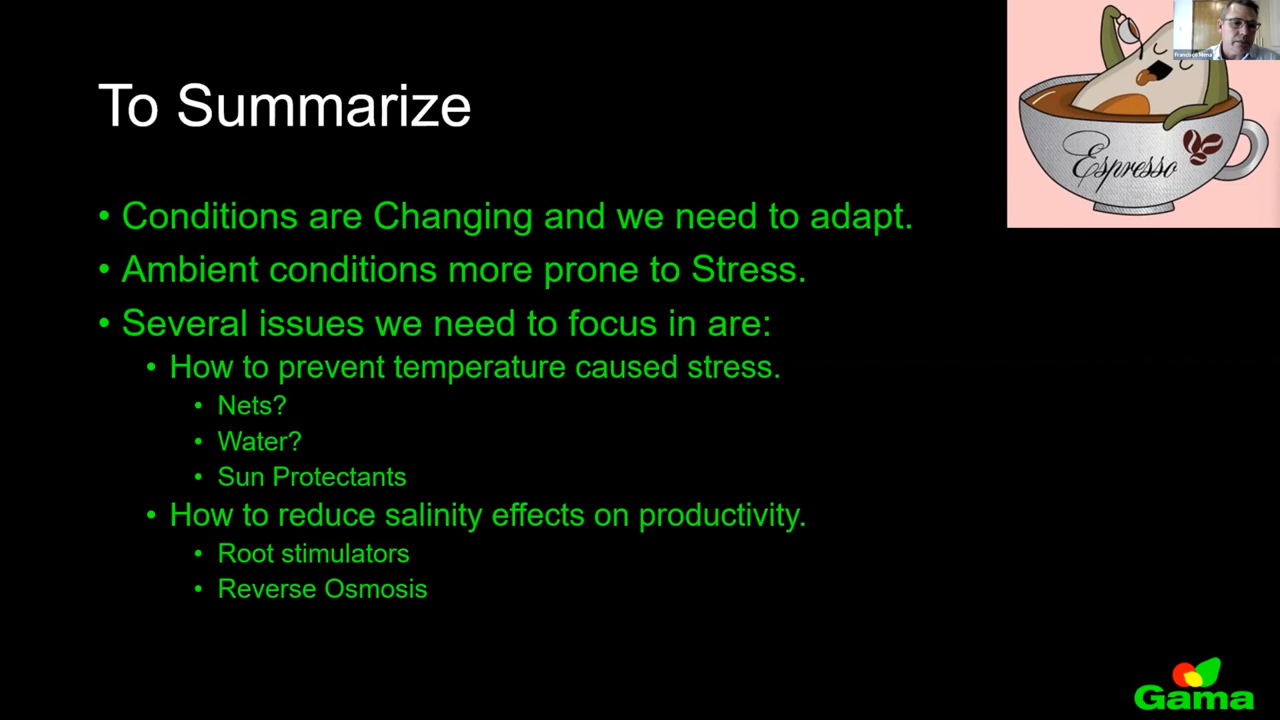 To Summarize
• Conditions are Changing and we need to adapt.
• Ambient conditions more prone to Stress.
• Several issues we need to focus in are:
• How to prevent temperature caused stress.
• Nets?
• Water?
• Sun Protectants
• How to reduce salinity effects on productivity.
• Root stimulators
• Reverse Osmosis
Espresso
Francisco Mena
Gama